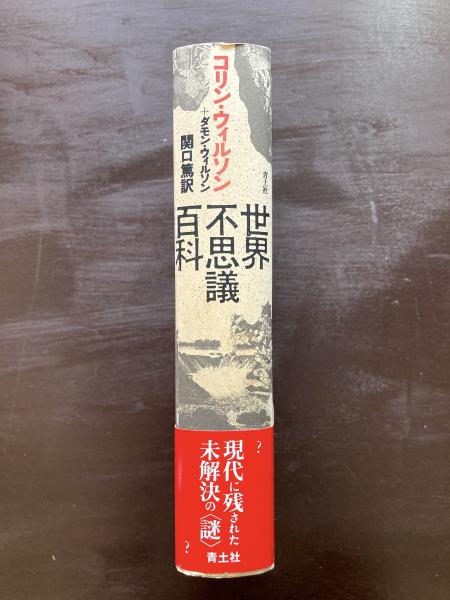 コリン・ウィルソン
+ダモン・ウィルソン
関口篤訳
青土社
世界
不思議
百科
?
現代に残された
未解決の〈謎〉
?
青土社